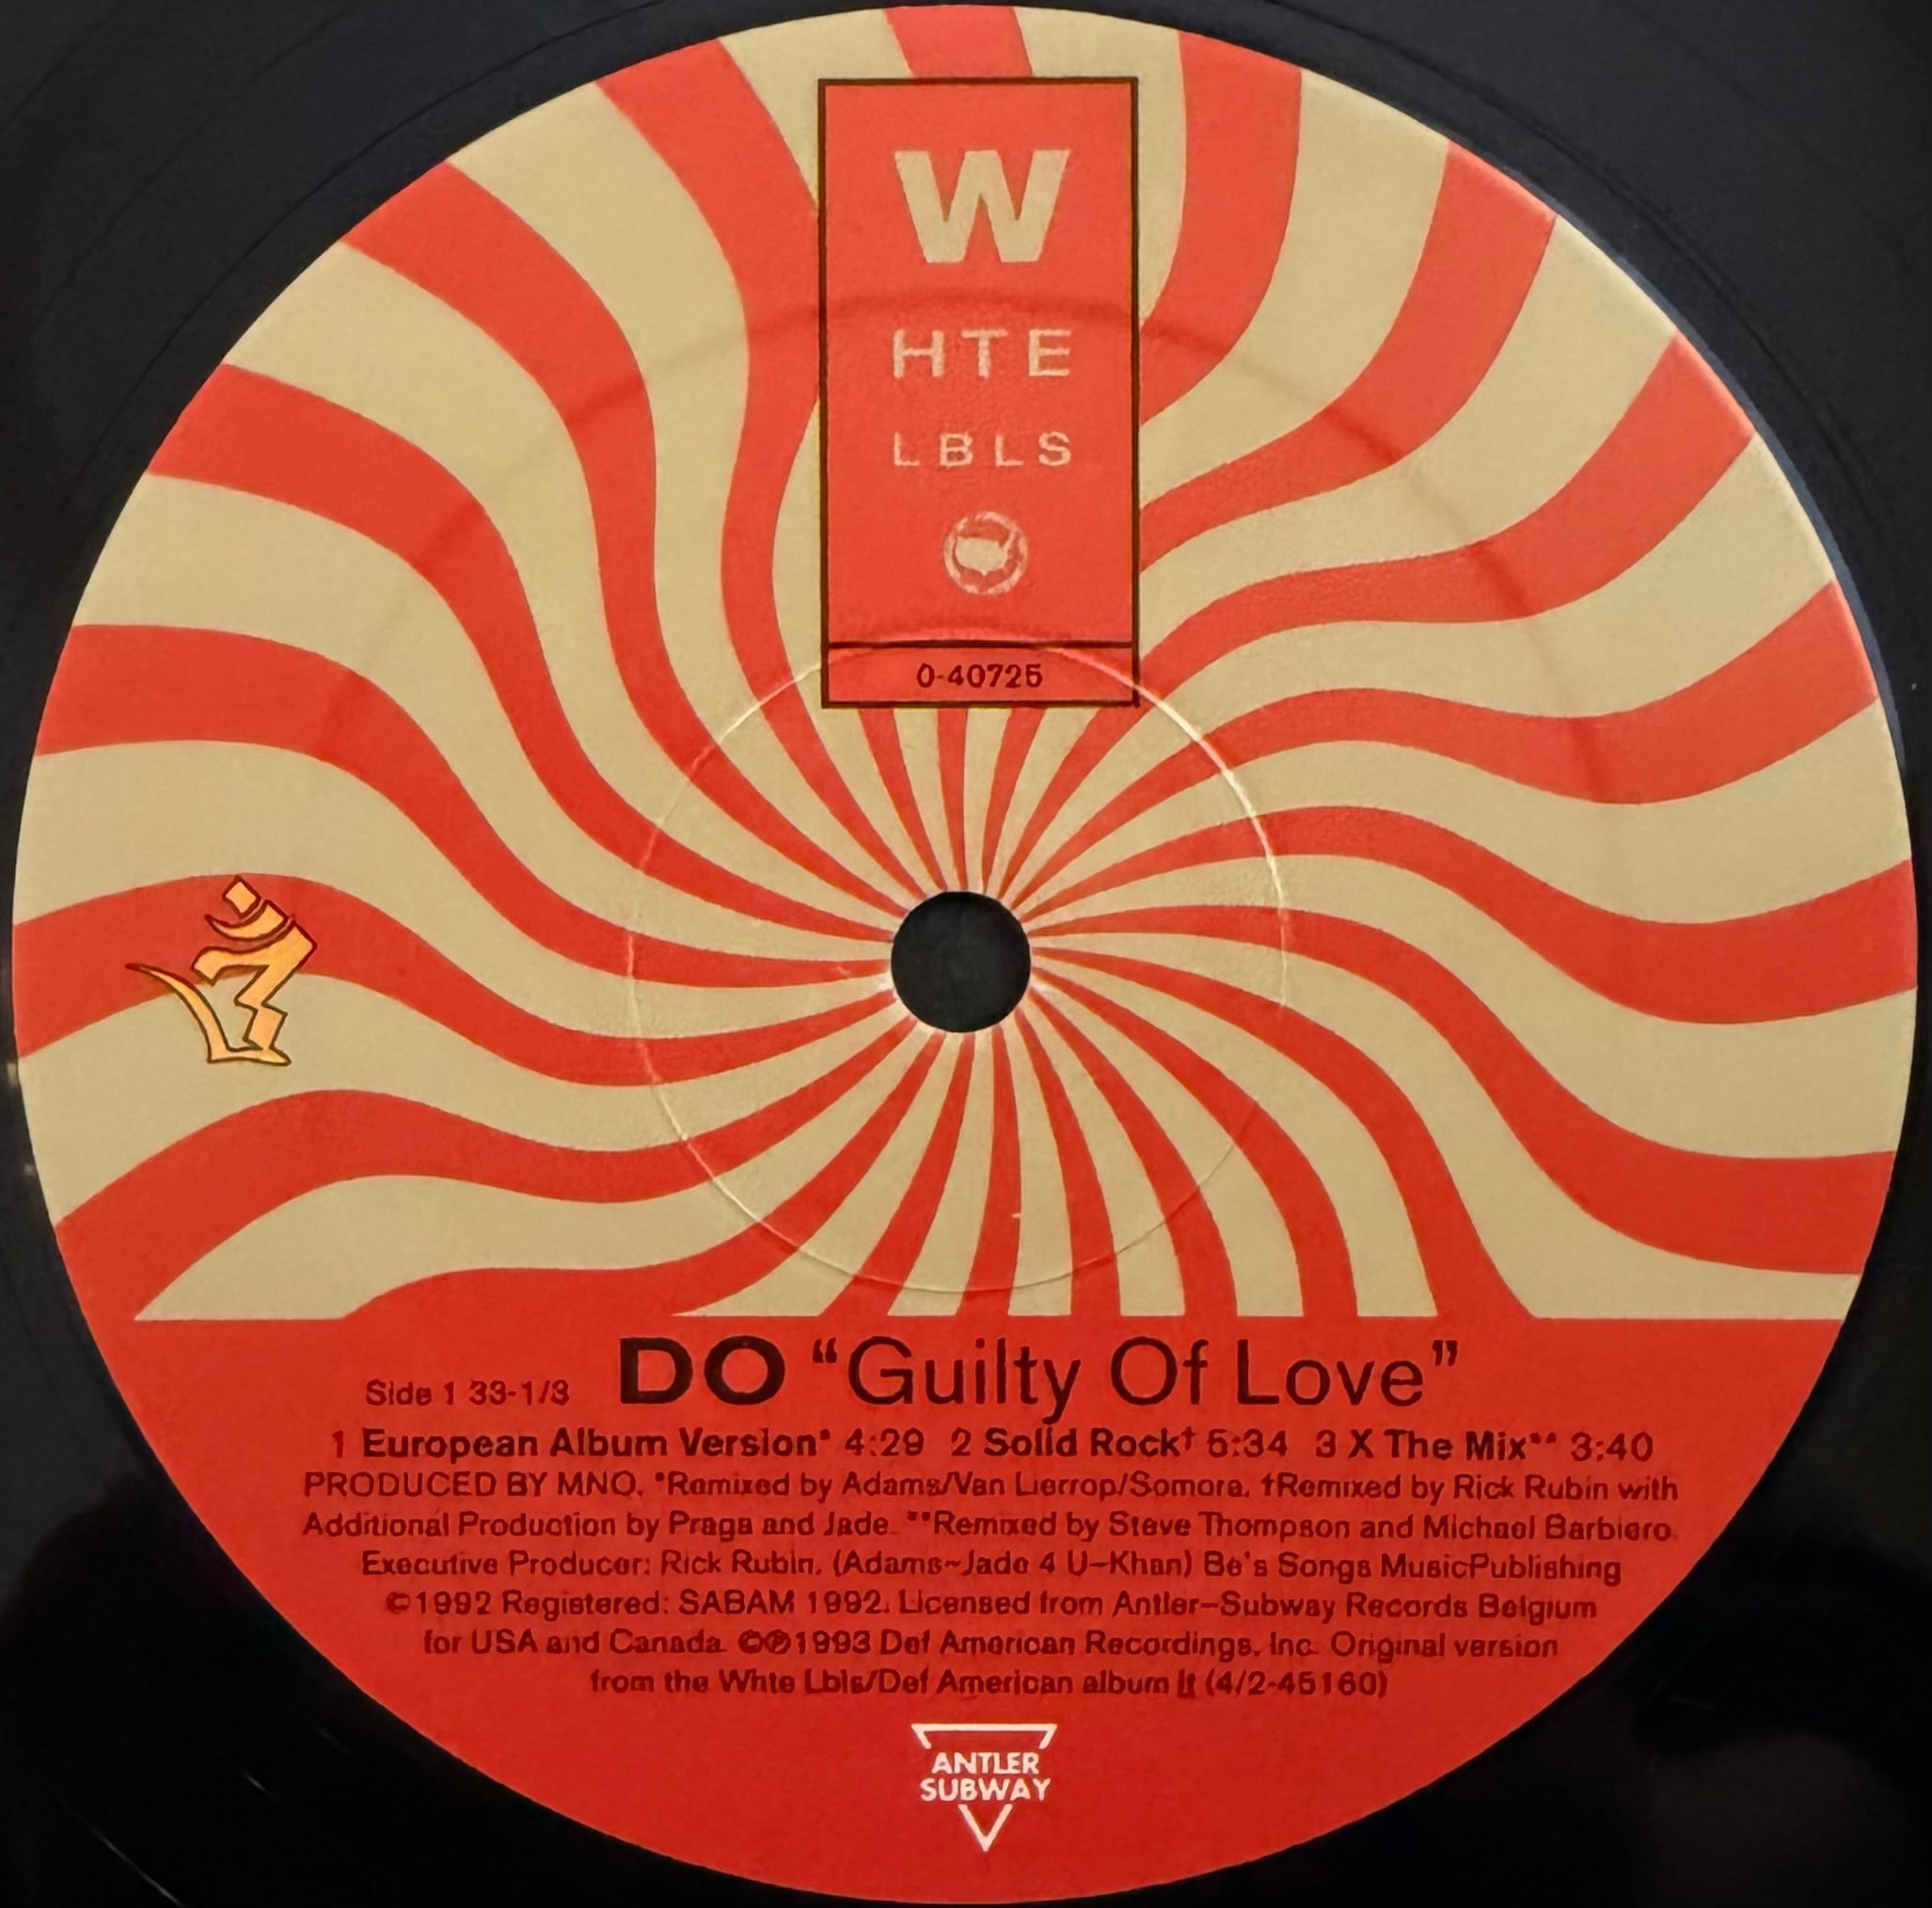 W
HTE
LBLS
0-40725
DO “Guilty Of Love”
Side 1 33-1/3
1 European Album Version* 4:29 2 Solid Rock† 5:34 3 X The Mix** 3:40
PRODUCED BY MNO. *Remixed by Adams/Van Lierrop/Somora. †Remixed by Rick Rubin with
Additional Production by Praga and Jade. **Remixed by Steve Thompson and Michael Barbiero.
Executive Producer: Rick Rubin. (Adams~Jade 4 U–Khan) Be's Songs MusicPublishing
©1992 Registered: SABAM 1992. Licensed from Antler–Subway Records Belgium
for USA and Canada. ©℗1993 Def American Recordings, Inc. Original version
from the Whte Lbls/Def American album It (4/2-45160)
ANTLER
SUBWAY